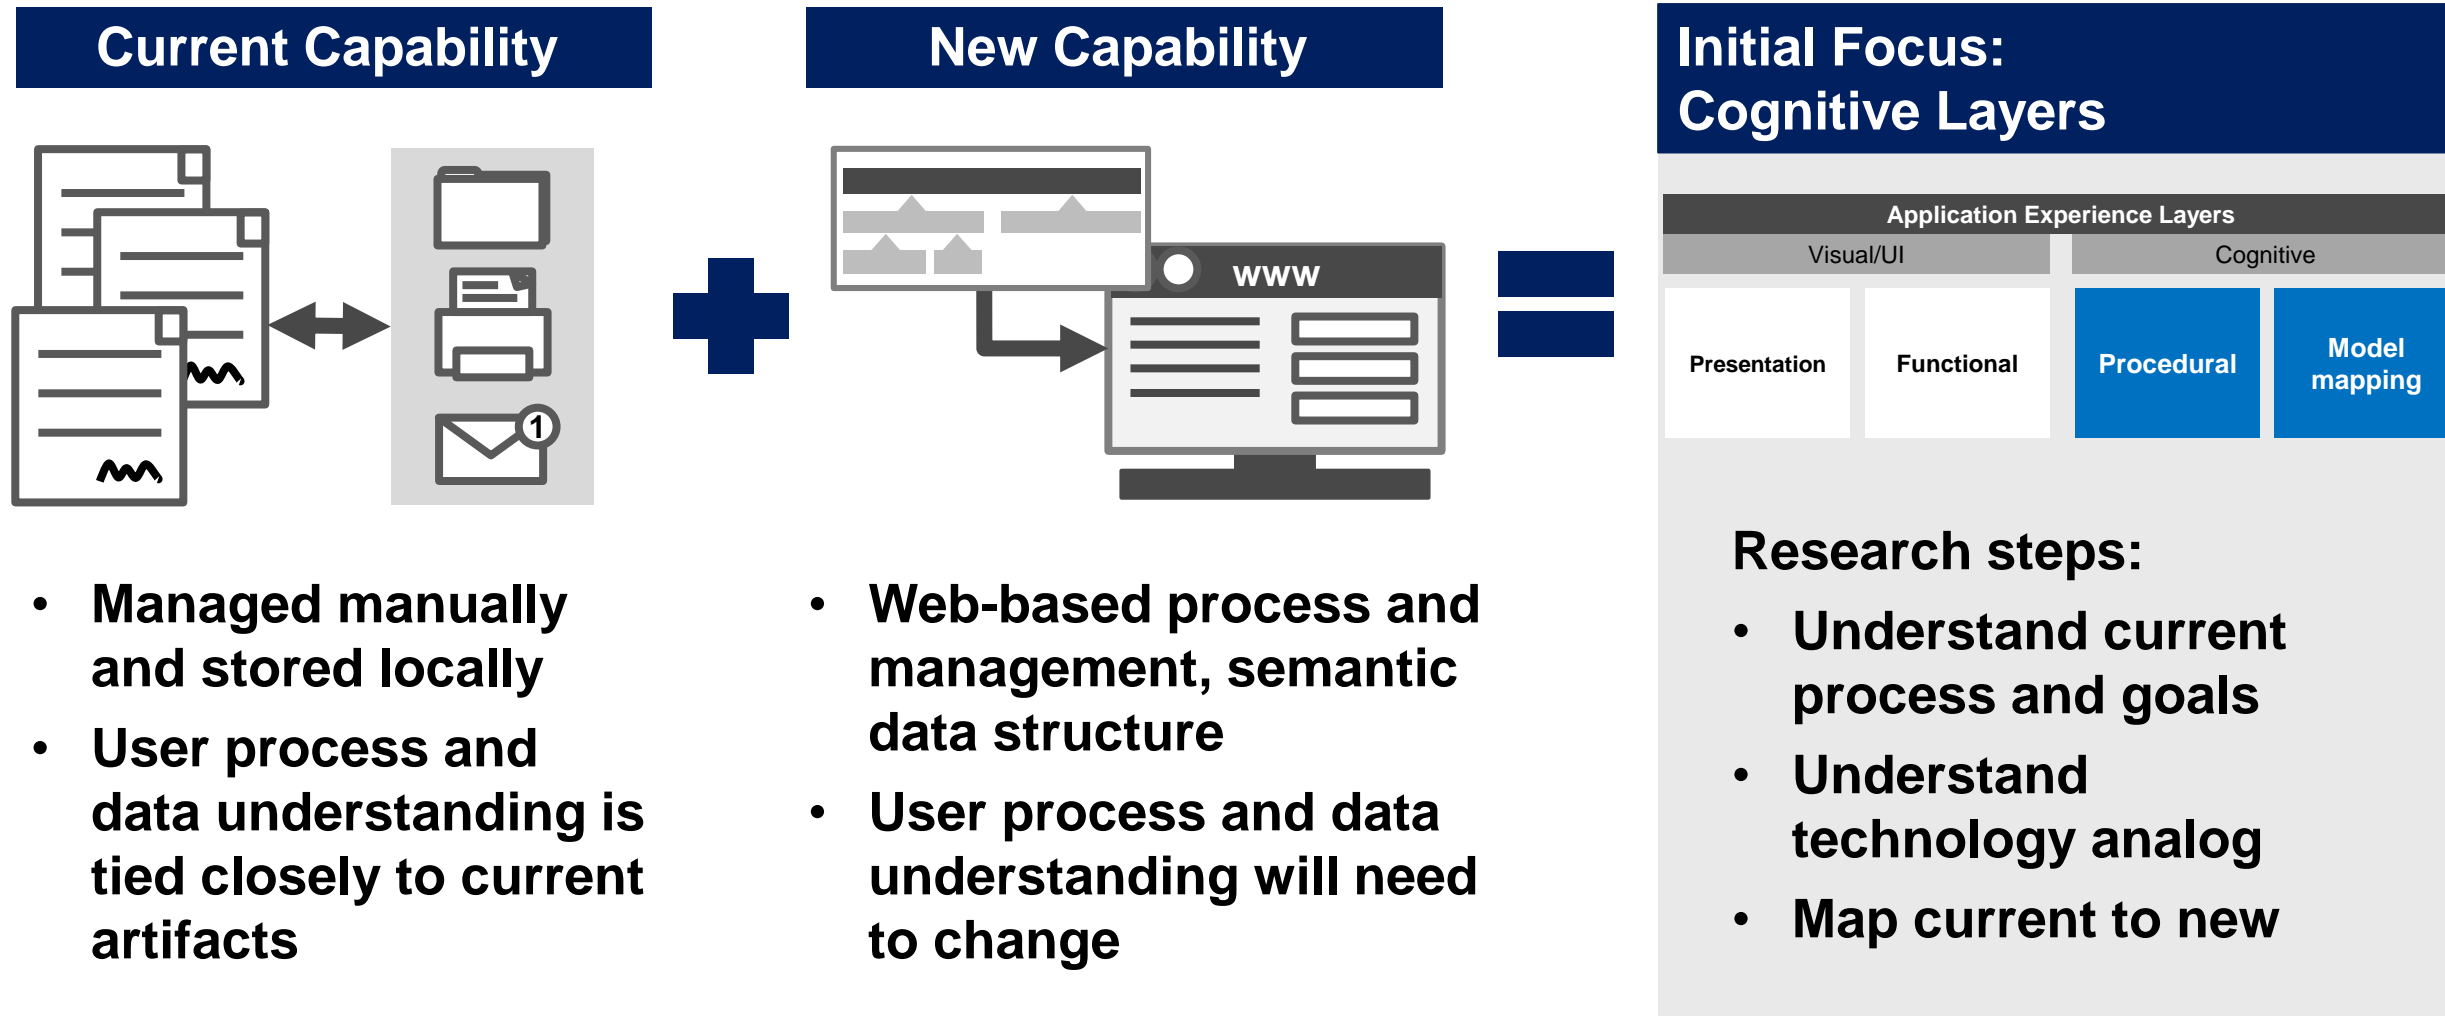 Current Capability
1
• Managed manually
and stored locally
• User process and
data understanding is
tied closely to current
artifacts
New Capability
www
• Web-based process and
management, semantic
data structure
• User process and data
understanding will need
to change
Initial Focus:
Cognitive Layers
Application Experience Layers
Visual/UI Cognitive
Presentation Functional Procedural Model
mapping
Research steps:
• Understand current
process and goals
• Understand
technology analog
• Map current to new